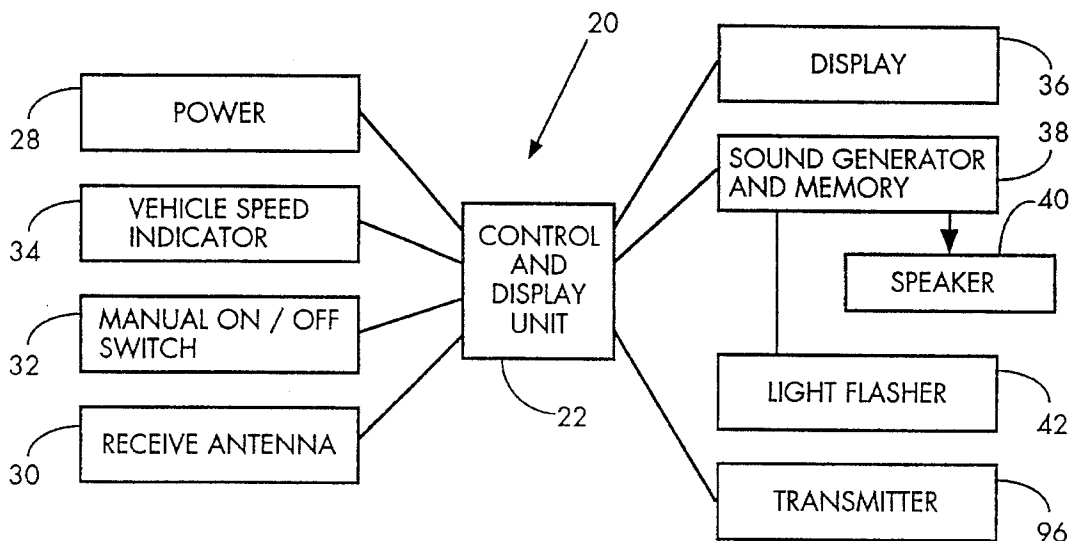 20
POWER
28
VEHICLE SPEED
INDICATOR
34
MANUAL ON / OFF
SWITCH
32
RECEIVE ANTENNA
30
CONTROL
AND
DISPLAY
UNIT
22
DISPLAY
36
SOUND GENERATOR
AND MEMORY
38
40
SPEAKER
LIGHT FLASHER
42
TRANSMITTER
96